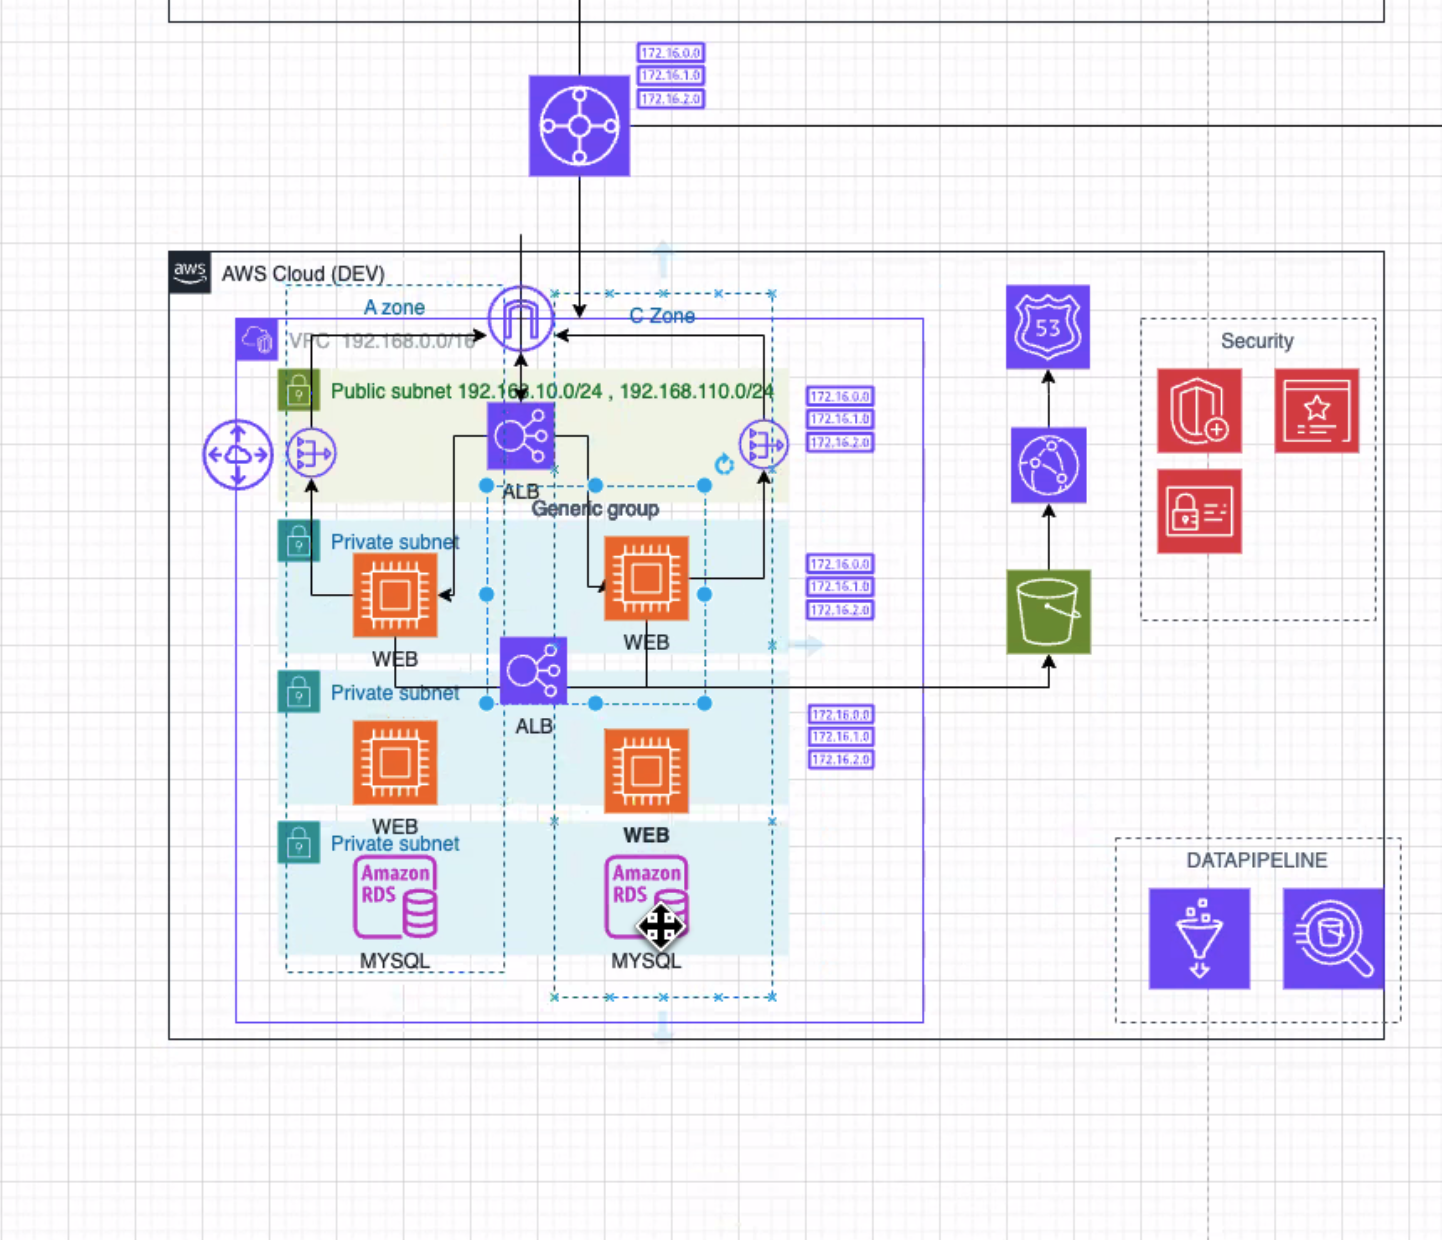 172.16.0.0
172.16.1.0
172.16.2.0
aws
AWS Cloud (DEV)
A zone
C Zone
VPC 192.168.0.0/16
53
Security
Public subnet 192.168.10.0/24 , 192.168.110.0/24
172.16.0.0
172.16.1.0
172.16.2.0
ALB
Generic group
Private subnet
172.16.0.0
172.16.1.0
172.16.2.0
WEB
WEB
Private subnet
ALB
172.16.0.0
172.16.1.0
172.16.2.0
WEB
WEB
Private subnet
Amazon
RDS
Amazon
RDS
MYSQL
MYSQL
DATAPIPELINE